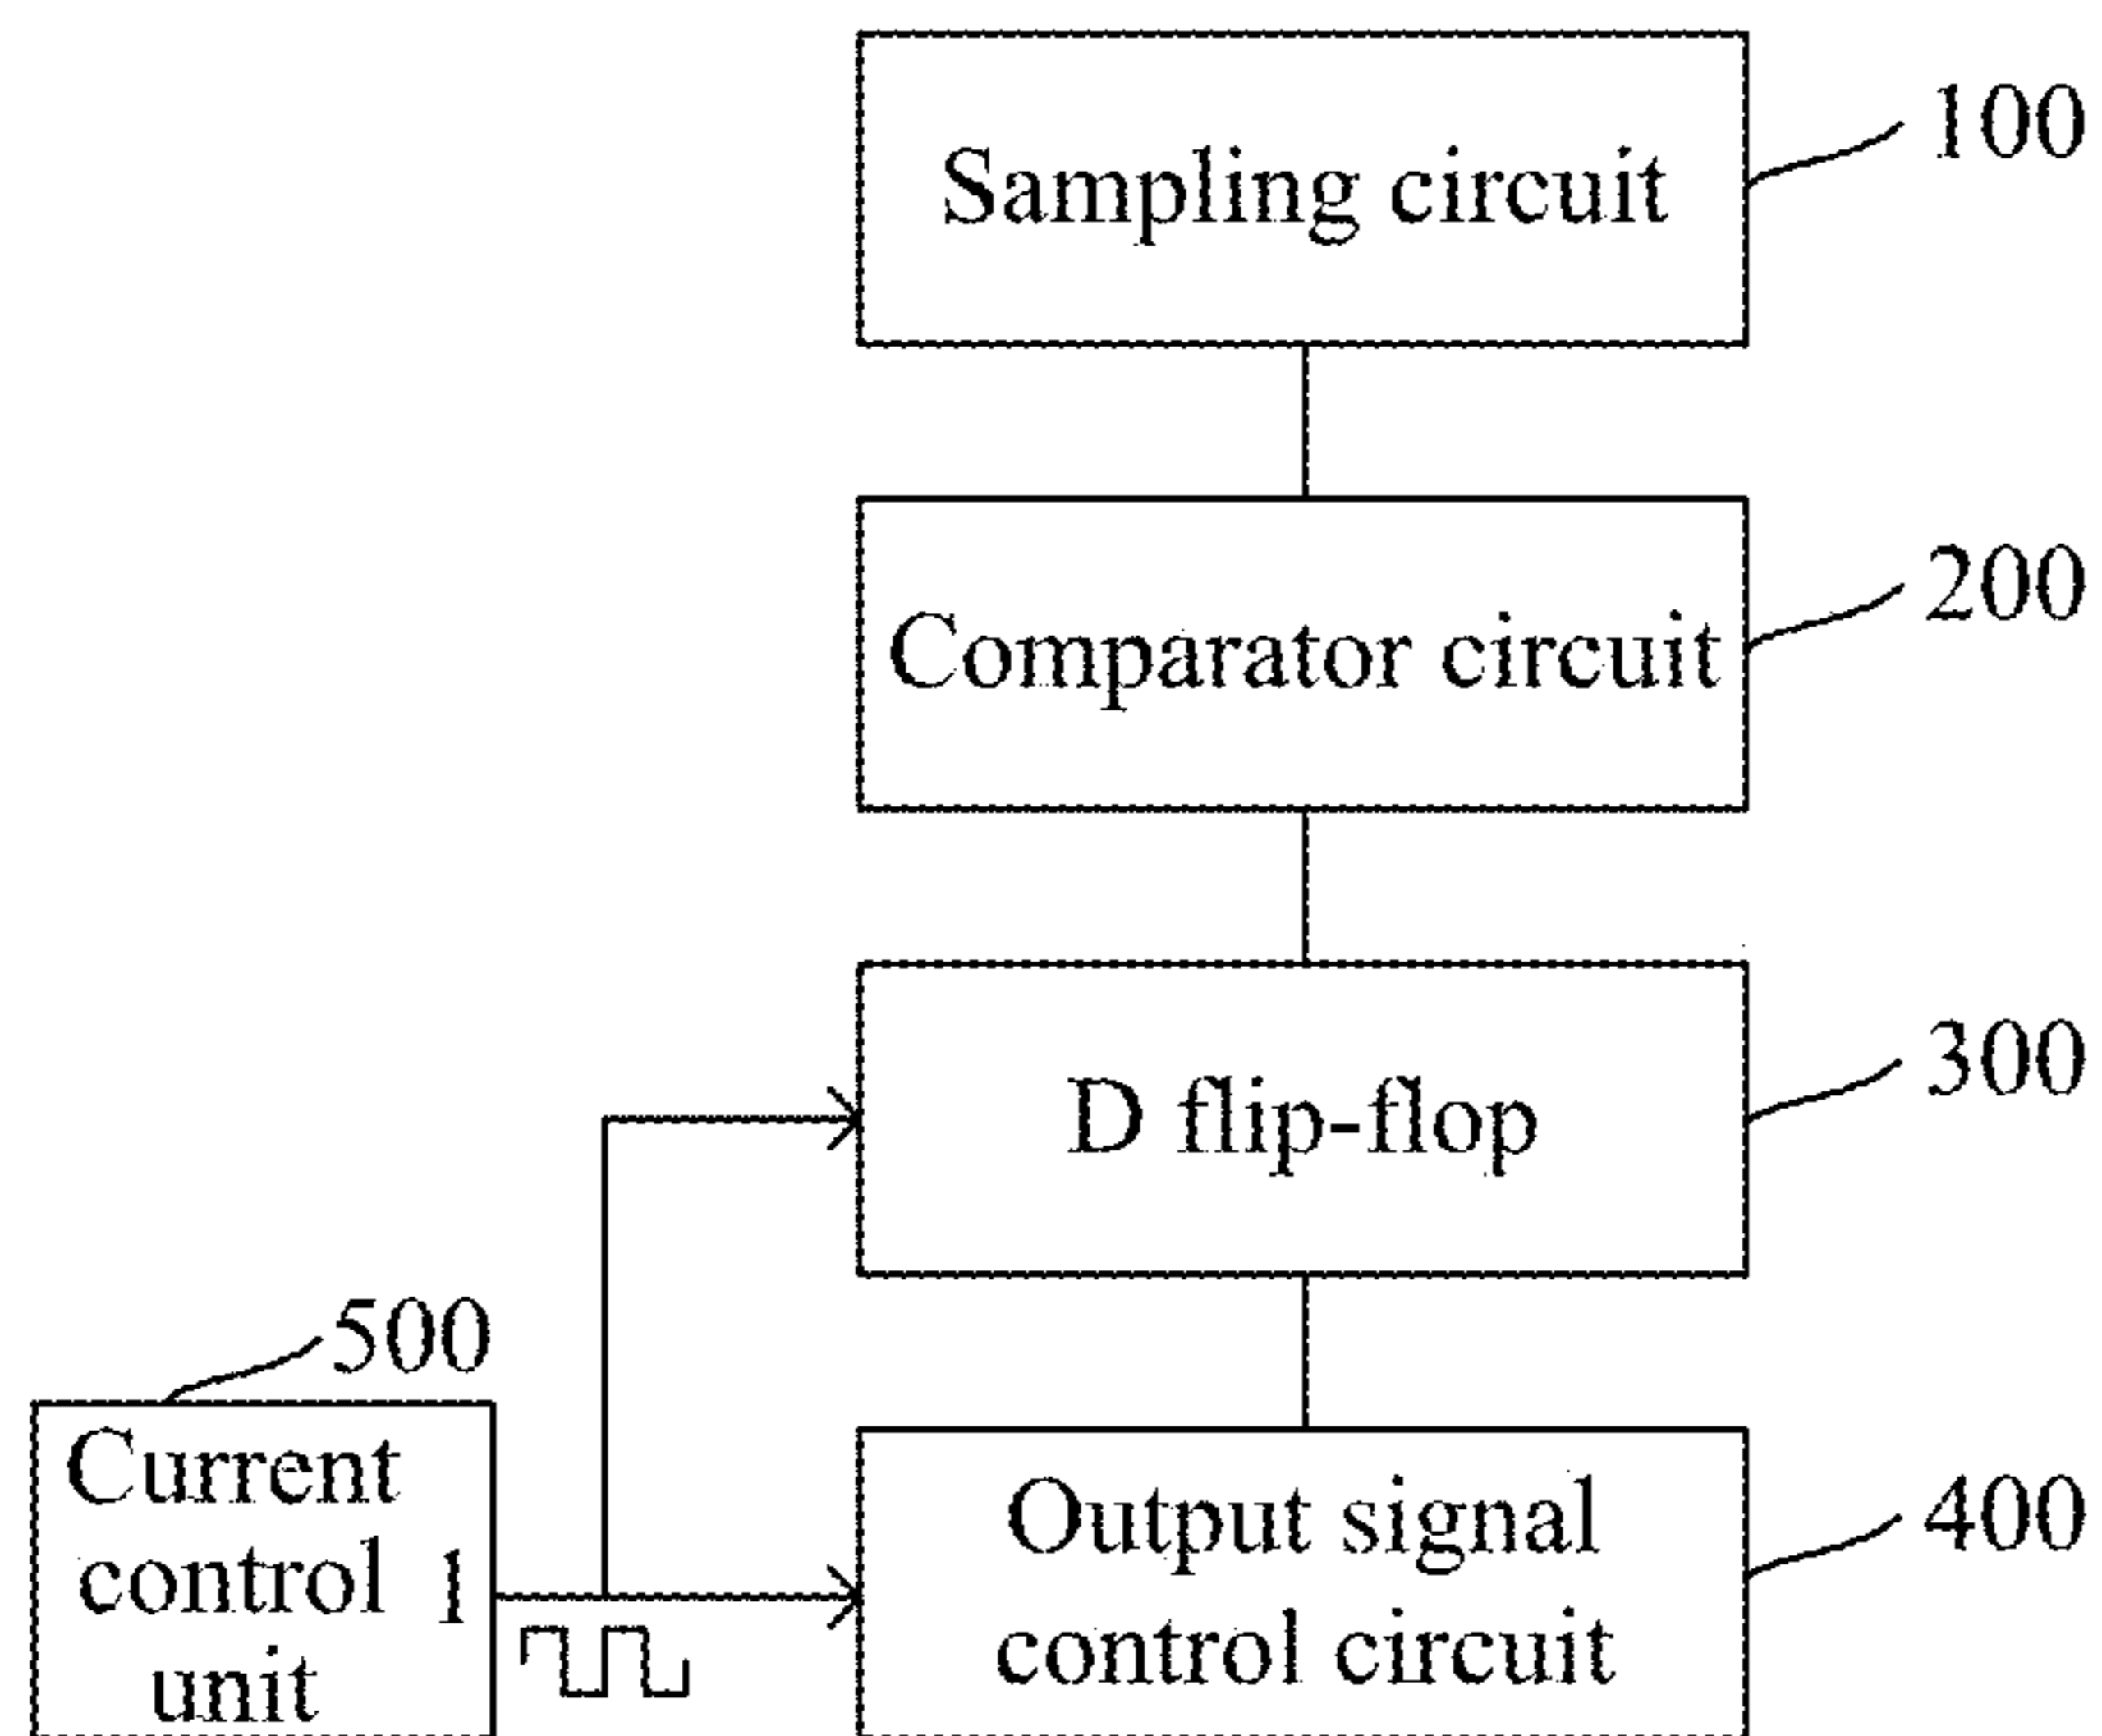 Sampling circuit
100
Comparator circuit
200
D flip-flop
300
500
Current
control 1
unit
Output signal
control circuit
400